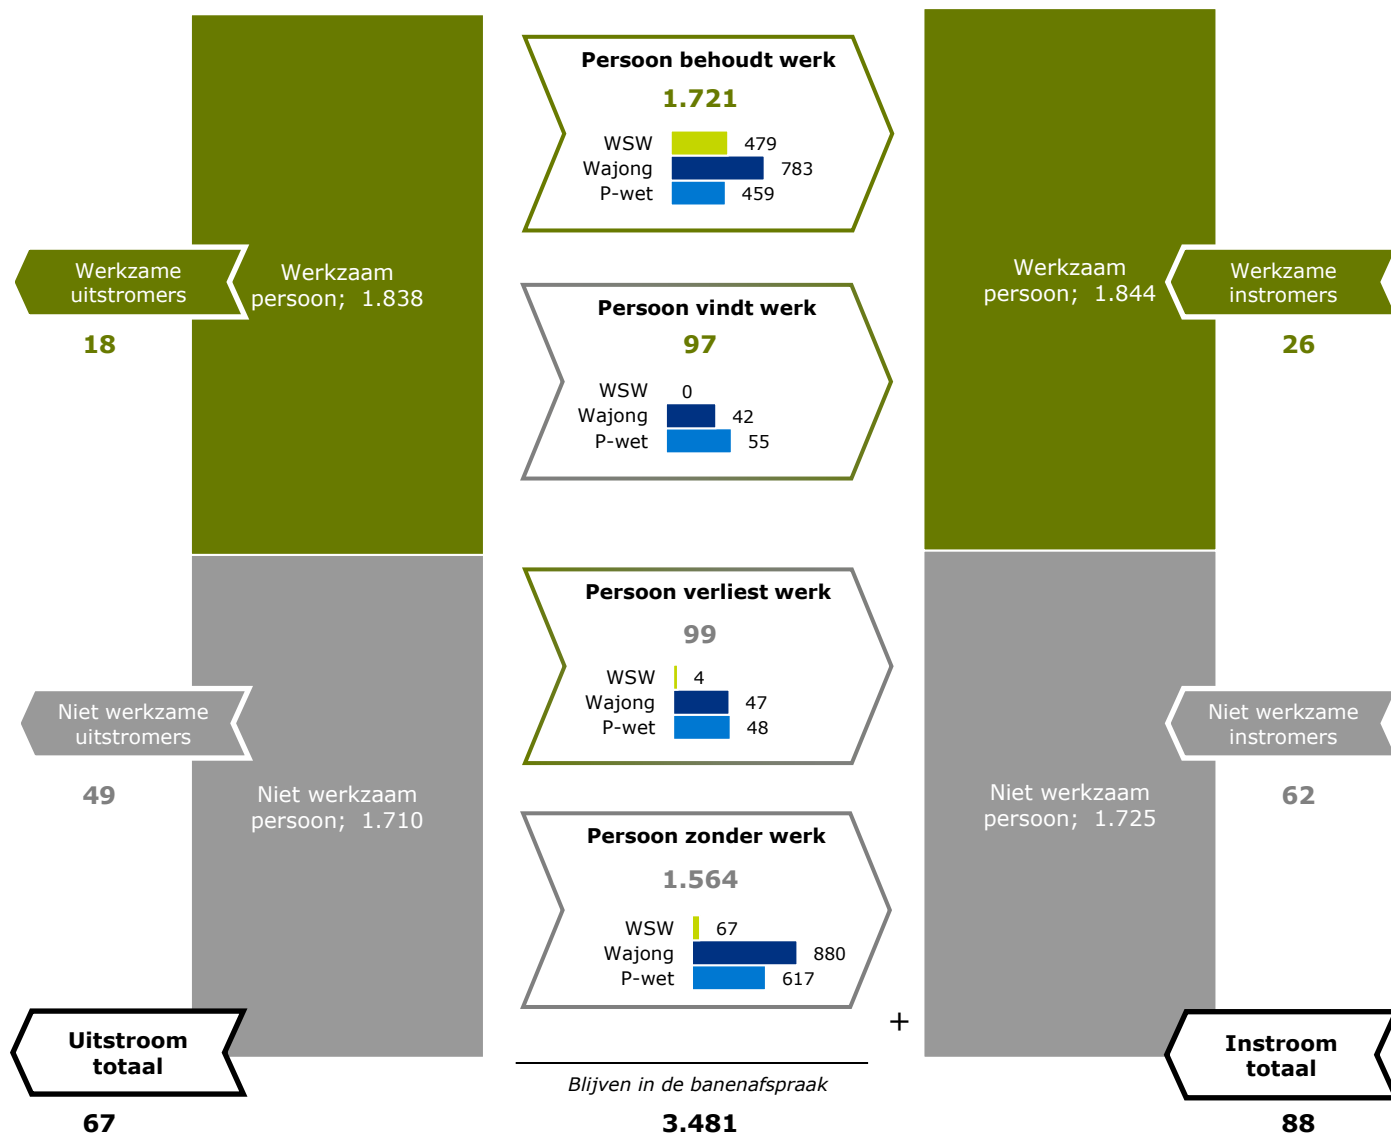 Werkzame
uitstromers
18
Werkzaam
persoon; 1.838
Niet werkzame
uitstromers
49
Niet werkzaam
persoon; 1.710
Uitstroom
totaal
67
Persoon behoudt werk
1.721
WSW 479
Wajong 783
P-wet 459
Persoon vindt werk
97
WSW 0
Wajong 42
P-wet 55
Persoon verliest werk
99
WSW 4
Wajong 47
P-wet 48
Persoon zonder werk
1.564
WSW 67
Wajong 880
P-wet 617
+
Blijven in de banenafspraak
3.481
Werkzaam
persoon; 1.844
Werkzame
instromers
26
Niet werkzaam
persoon; 1.725
Niet werkzame
instromers
62
Instroom
totaal
88